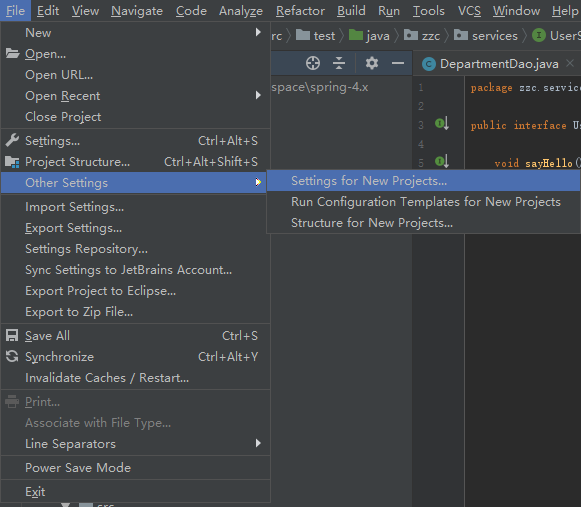 File Edit View Navigate Code Analyze Refactor Build Run Tools VCS Window Help
New
rc test java zzc services UserS
Open...
DepartmentDao.java
Open URL...
space\spring-4.x
1 package zzc.service
Open Recent
2
Close Project
3 public interface Us
4
Settings... Ctrl+Alt+S
Project Structure... Ctrl+Alt+Shift+S
5 void sayHello()
Other Settings
Settings for New Projects...
Run Configuration Templates for New Projects
Structure for New Projects...
Import Settings...
Export Settings...
Settings Repository...
Sync Settings to JetBrains Account...
Export Project to Eclipse...
Export to Zip File...
Save All Ctrl+S
Synchronize Ctrl+Alt+Y
Invalidate Caches / Restart...
Print...
Associate with File Type...
Line Separators
Power Save Mode
Exit